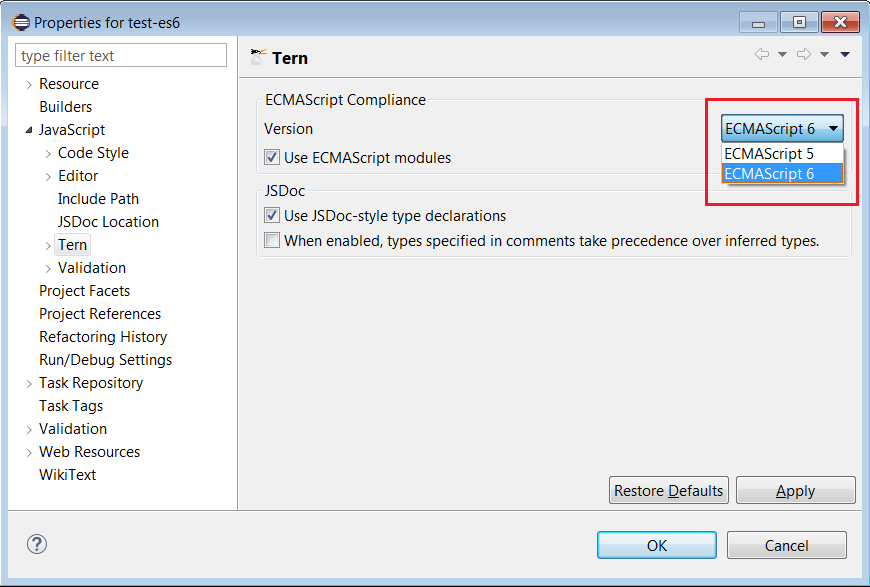 Properties for test-es6
type filter text
Resource
Builders
JavaScript
Code Style
Editor
Include Path
JSDoc Location
Tern
Validation
Project Facets
Project References
Refactoring History
Run/Debug Settings
Task Repository
Task Tags
Validation
Web Resources
WikiText
Tern
ECMAScript Compliance
Version
ECMAScript 6
ECMAScript 5
ECMAScript 6
Use ECMAScript modules
JSDoc
Use JSDoc-style type declarations
When enabled, types specified in comments take precedence over inferred types.
Restore Defaults
Apply
?
OK
Cancel